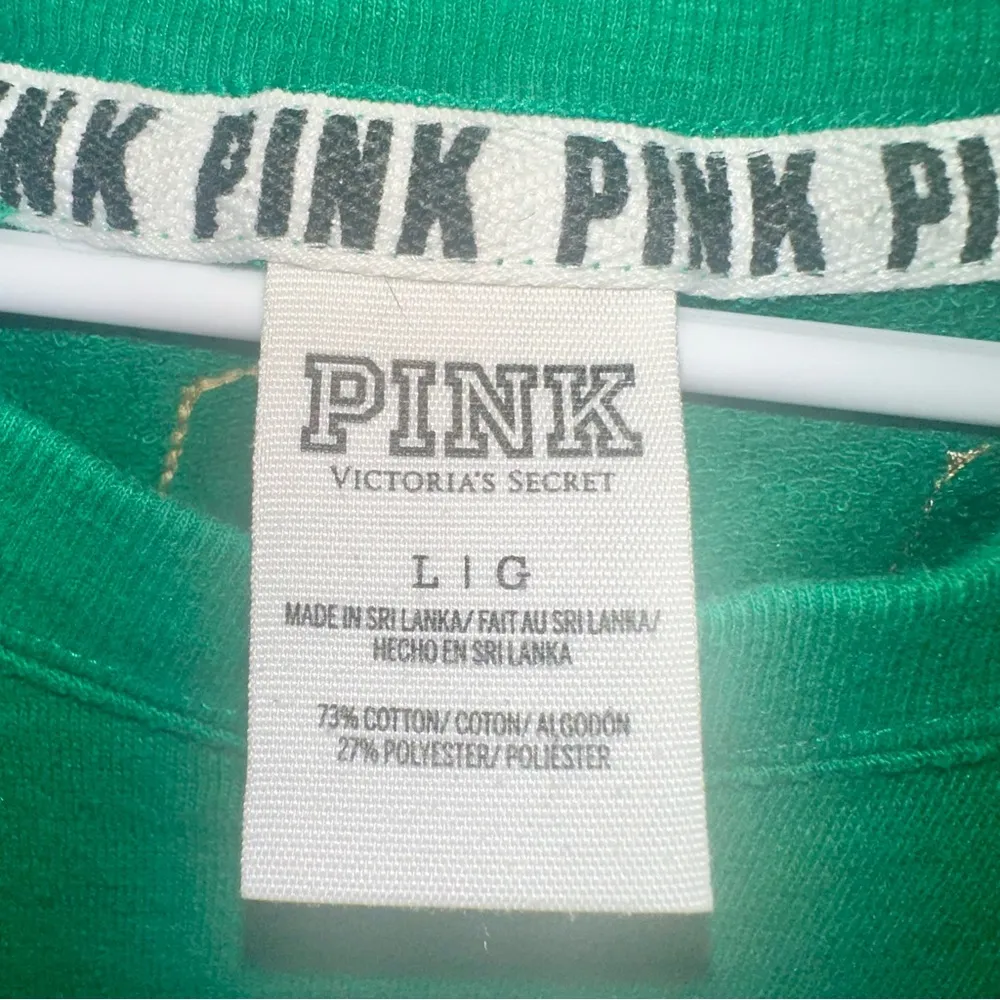 INK PINK PINK PI
PINK
VICTORIA'S SECRET
L | G
MADE IN SRI LANKA/ FAIT AU SRI LANKA/
HECHO EN SRI LANKA
73% COTTON/ COTON/ ALGODÓN
27% POLYESTER/ POLIÉSTER